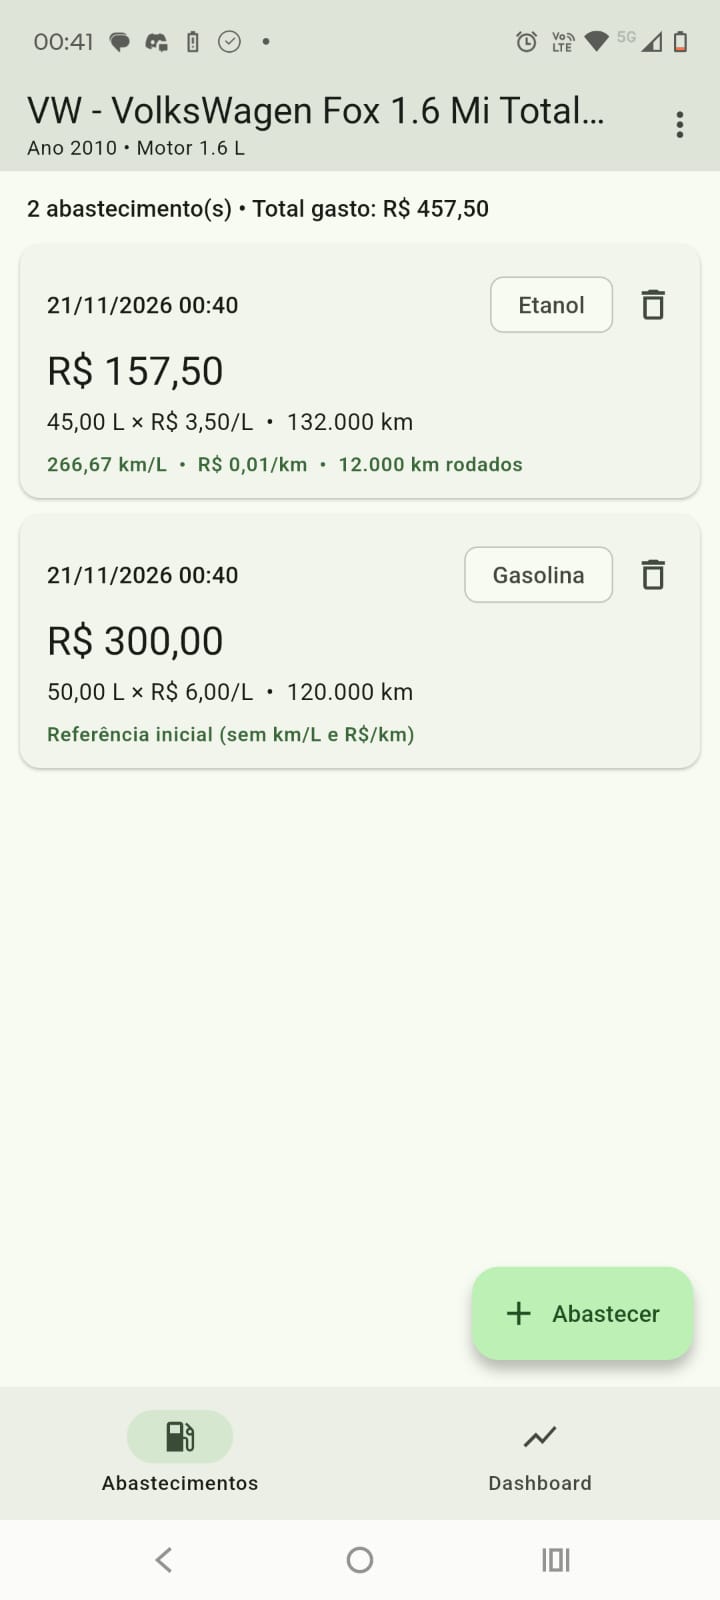 00:41
VoLTE 5G
VW - VolksWagen Fox 1.6 Mi Total...
Ano 2010 • Motor 1.6 L
2 abastecimento(s) • Total gasto: R$ 457,50
21/11/2026 00:40 Etanol
R$ 157,50
45,00 L × R$ 3,50/L • 132.000 km
266,67 km/L • R$ 0,01/km • 12.000 km rodados
21/11/2026 00:40 Gasolina
R$ 300,00
50,00 L × R$ 6,00/L • 120.000 km
Referência inicial (sem km/L e R$/km)
+ Abastecer
Abastecimentos Dashboard